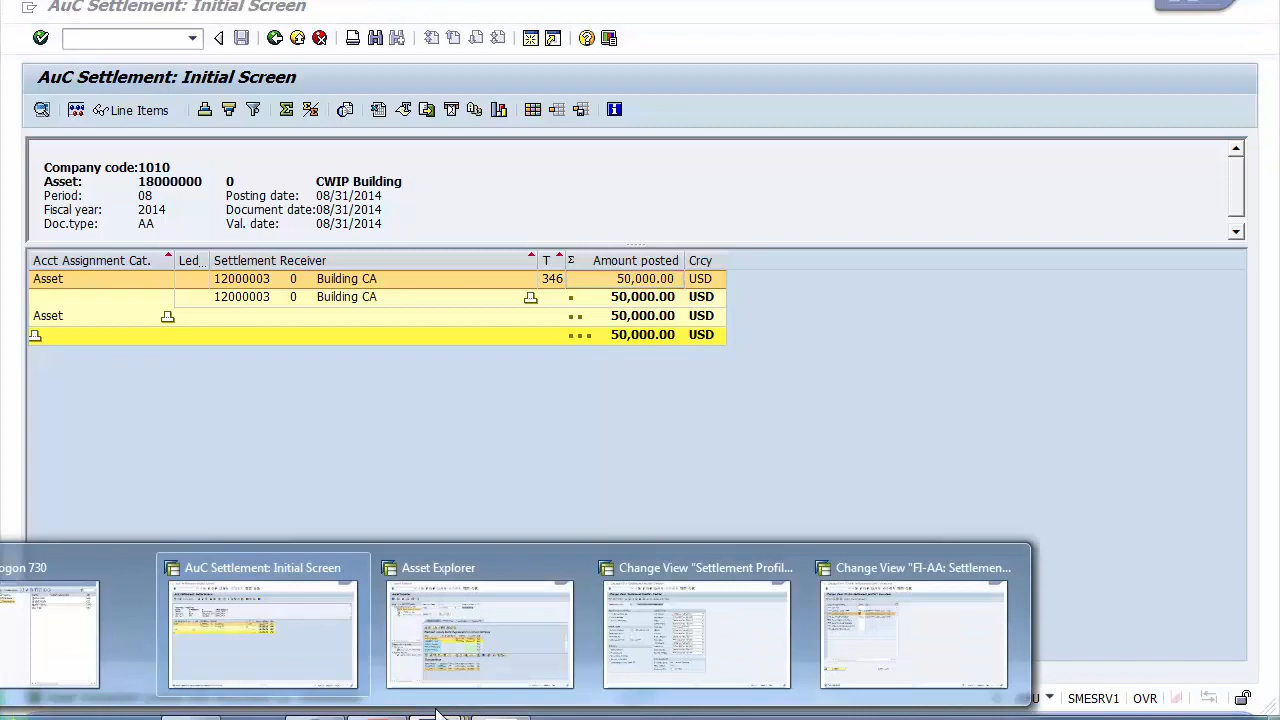 AuC Settlement: Initial Screen
AuC Settlement: Initial Screen
Line Items
Company code:1010
Asset: 18000000 0 CWIP Building
Period: 08 Posting date: 08/31/2014
Fiscal year: 2014 Document date:08/31/2014
Doc.type: AA Val. date: 08/31/2014
Acct Assignment Cat. Led... Settlement Receiver T Σ Amount posted Crcy
Asset 12000003 0 Building CA 346 50,000.00 USD
12000003 0 Building CA 50,000.00 USD
Asset 50,000.00 USD
50,000.00 USD
ogon 730 AuC Settlement: Initial Screen Asset Explorer Change View "Settlement Profil... Change View "FI-AA: Settlemen...
SMESRV1 OVR